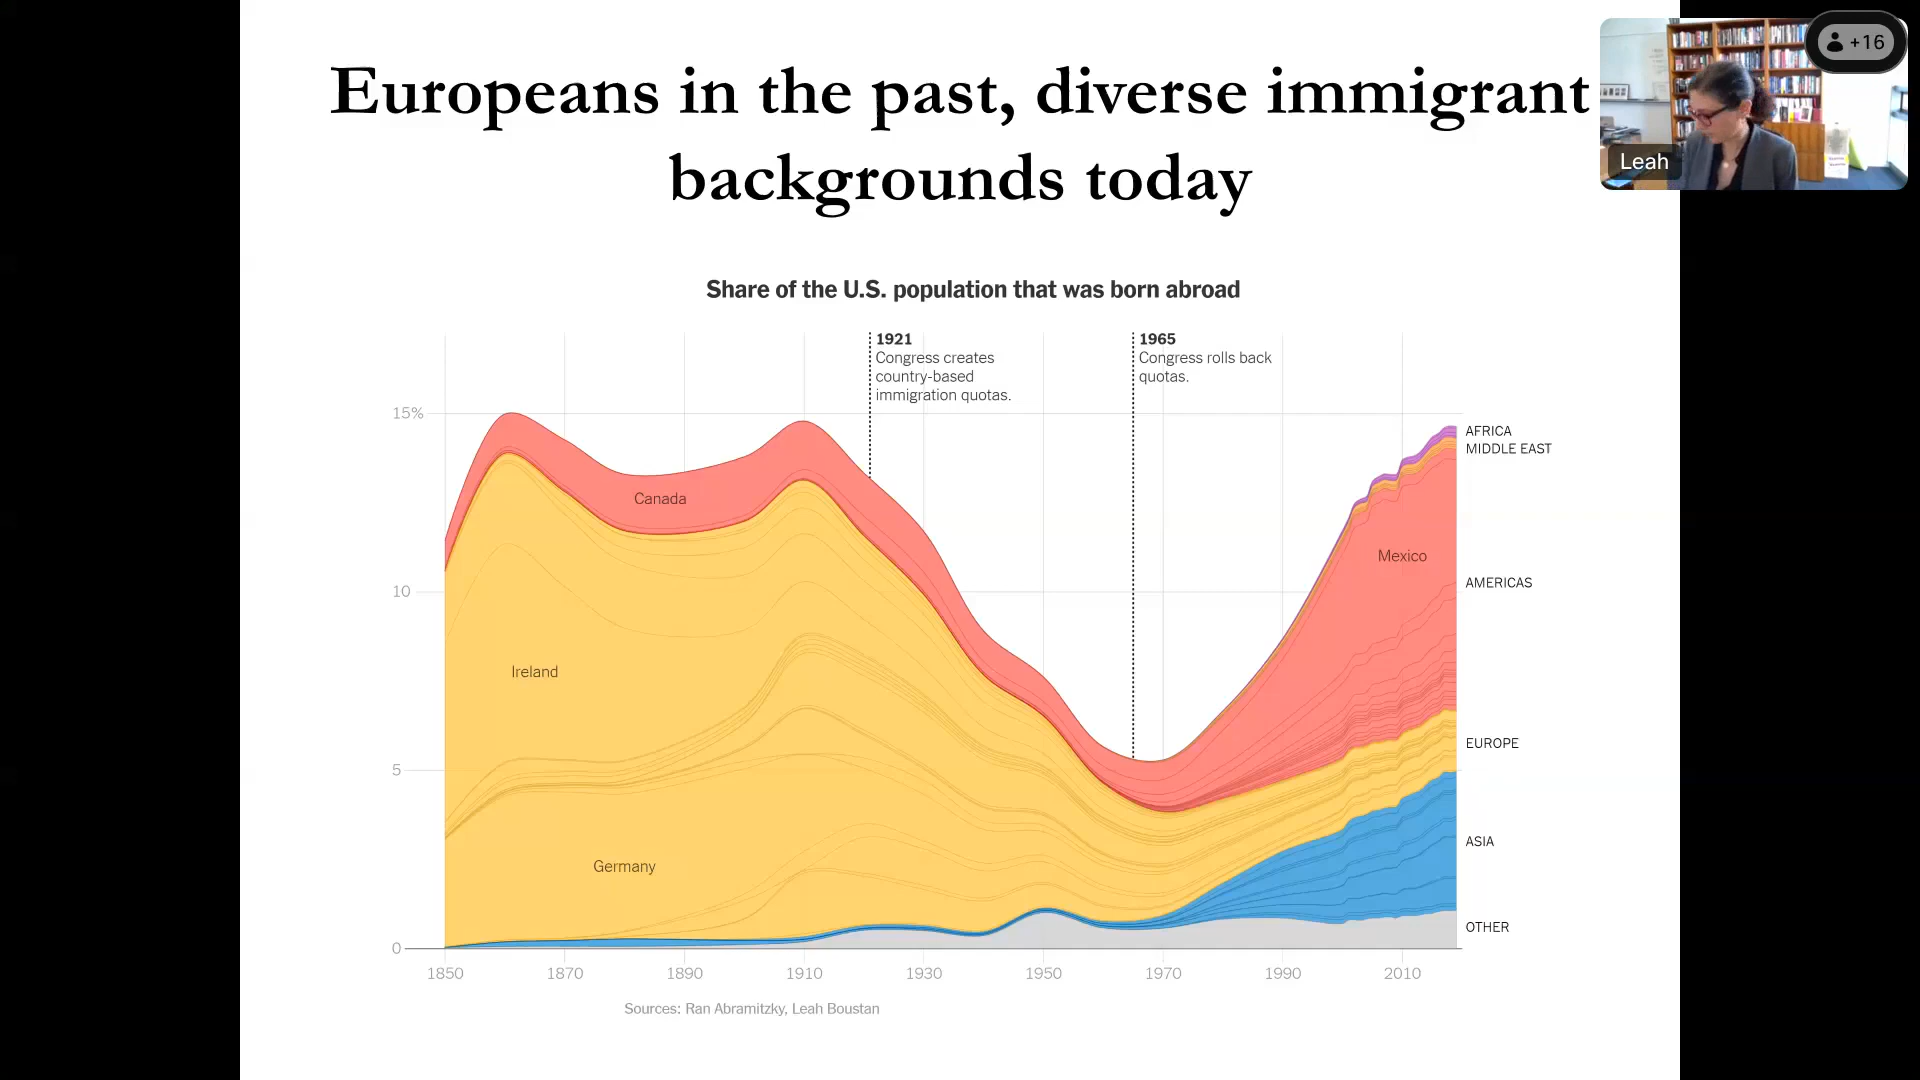 Europeans in the past, diverse immigrant
backgrounds today
+16
Leah
Share of the U.S. population that was born abroad
1921
Congress creates
country-based
immigration quotas.
1965
Congress rolls back
quotas.
15%
10
5
0
Canada
Ireland
Germany
Mexico
AFRICA
MIDDLE EAST
AMERICAS
EUROPE
ASIA
OTHER
1850 1870 1890 1910 1930 1950 1970 1990 2010
Sources: Ran Abramitzky, Leah Boustan